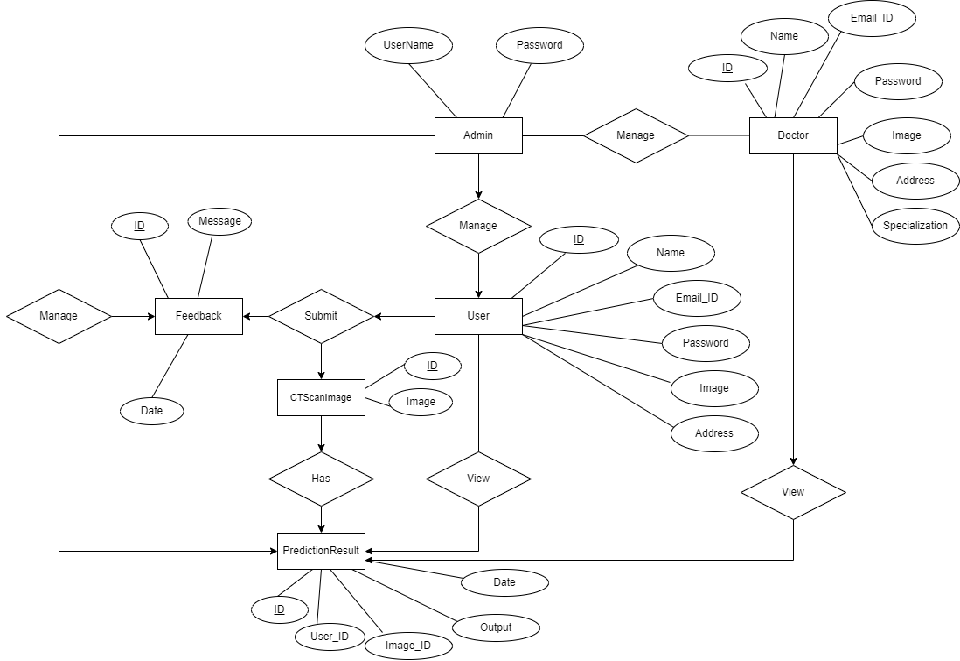 Email_ID
Name
UserName
Password
ID
Password
Admin
Manage
Doctor
Image
Address
Message
ID
Manage
Specialization
ID
Name
Email_ID
Manage
Feedback
Submit
User
Password
ID
Image
CTScanImage
Image
Date
Address
Has
View
View
PredictionResult
Date
ID
Output
User_ID
Image_ID